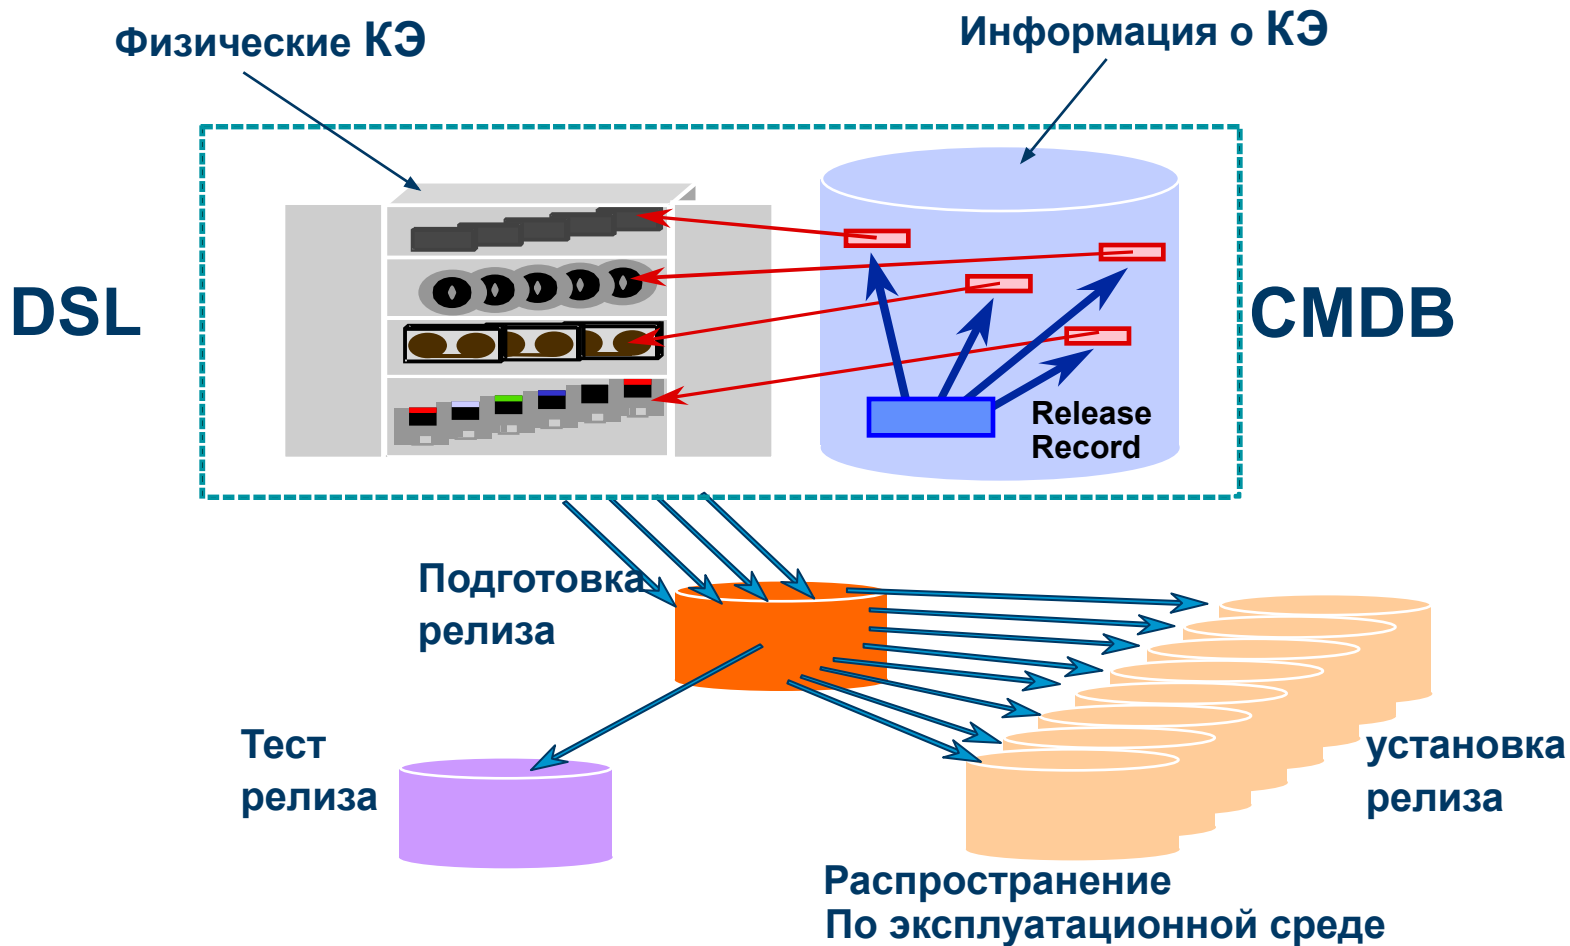 Физические КЭ
Информация о КЭ
DSL
CMDB
Release
Record
Подготовка
релиза
Тест
релиза
установка
релиза
Распространение
По эксплуатационной среде